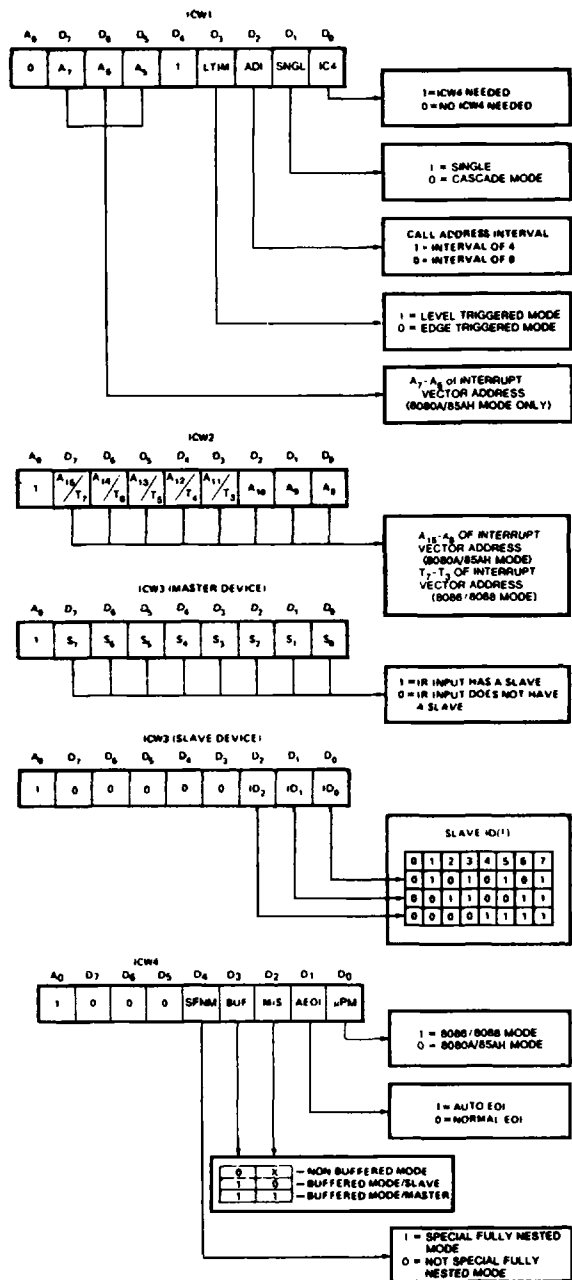 ICW1
A₀ D₇ D₆ D₅ D₄ D₃ D₂ D₁ D₀
0 A₇ A₆ A₅ 1 LTIM ADI SNGL IC4
1 = ICW4 NEEDED
0 = NO ICW4 NEEDED
1 = SINGLE
0 = CASCADE MODE
CALL ADDRESS INTERVAL
1 = INTERVAL OF 4
0 = INTERVAL OF 8
1 = LEVEL TRIGGERED MODE
0 = EDGE TRIGGERED MODE
A₇-A₅ of INTERRUPT
VECTOR ADDRESS
(8080A/85AH MODE ONLY)
ICW2
A₀ D₇ D₆ D₅ D₄ D₃ D₂ D₁ D₀
1 A₁₅/T₇ A₁₄/T₆ A₁₃/T₅ A₁₂/T₄ A₁₁/T₃ A₁₀ A₉ A₈
A₁₅-A₈ OF INTERRUPT
VECTOR ADDRESS
(8080A/85AH MODE)
T₇-T₃ OF INTERRUPT
VECTOR ADDRESS
(8086/8088 MODE)
ICW3 (MASTER DEVICE)
A₀ D₇ D₆ D₅ D₄ D₃ D₂ D₁ D₀
1 S₇ S₆ S₅ S₄ S₃ S₂ S₁ S₀
1 = IR INPUT HAS A SLAVE
0 = IR INPUT DOES NOT HAVE
A SLAVE
ICW3 (SLAVE DEVICE)
A₀ D₇ D₆ D₅ D₄ D₃ D₂ D₁ D₀
1 0 0 0 0 0 ID₂ ID₁ ID₀
SLAVE ID(1)
0 1 2 3 4 5 6 7
0 1 0 1 0 1 0 1
0 0 1 1 0 0 1 1
0 0 0 0 1 1 1 1
ICW4
A₀ D₇ D₆ D₅ D₄ D₃ D₂ D₁ D₀
1 0 0 0 SFNM BUF M/S AEOI µPM
1 = 8086/8088 MODE
0 = 8080A/85AH MODE
1 = AUTO EOI
0 = NORMAL EOI
0 X – NON BUFFERED MODE
1 0 – BUFFERED MODE/SLAVE
1 1 – BUFFERED MODE/MASTER
1 = SPECIAL FULLY NESTED
MODE
0 = NOT SPECIAL FULLY
NESTED MODE